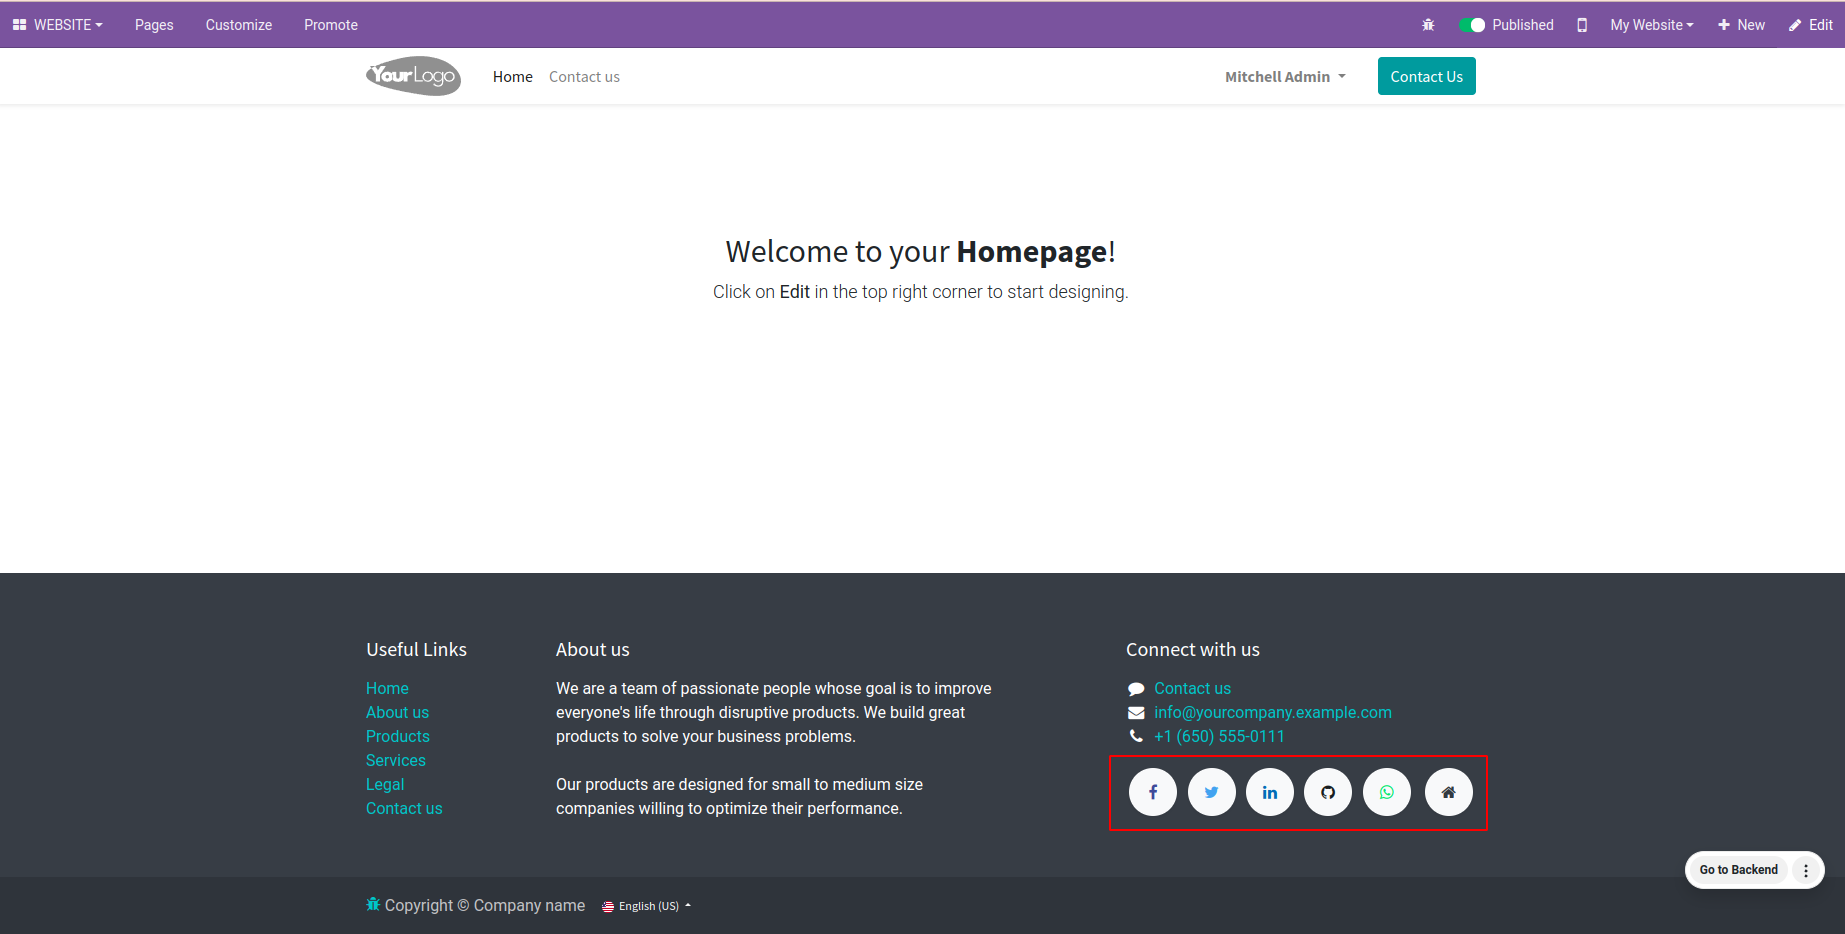 WEBSITE Pages Customize Promote Published My Website New Edit
YourLogo Home Contact us Mitchell Admin Contact Us
Welcome to your Homepage!
Click on Edit in the top right corner to start designing.
Useful Links
Home
About us
Products
Services
Legal
Contact us
About us
We are a team of passionate people whose goal is to improve
everyone's life through disruptive products. We build great
products to solve your business problems.
Our products are designed for small to medium size
companies willing to optimize their performance.
Connect with us
Contact us
info@yourcompany.example.com
+1 (650) 555-0111
Go to Backend
Copyright © Company name English (US)